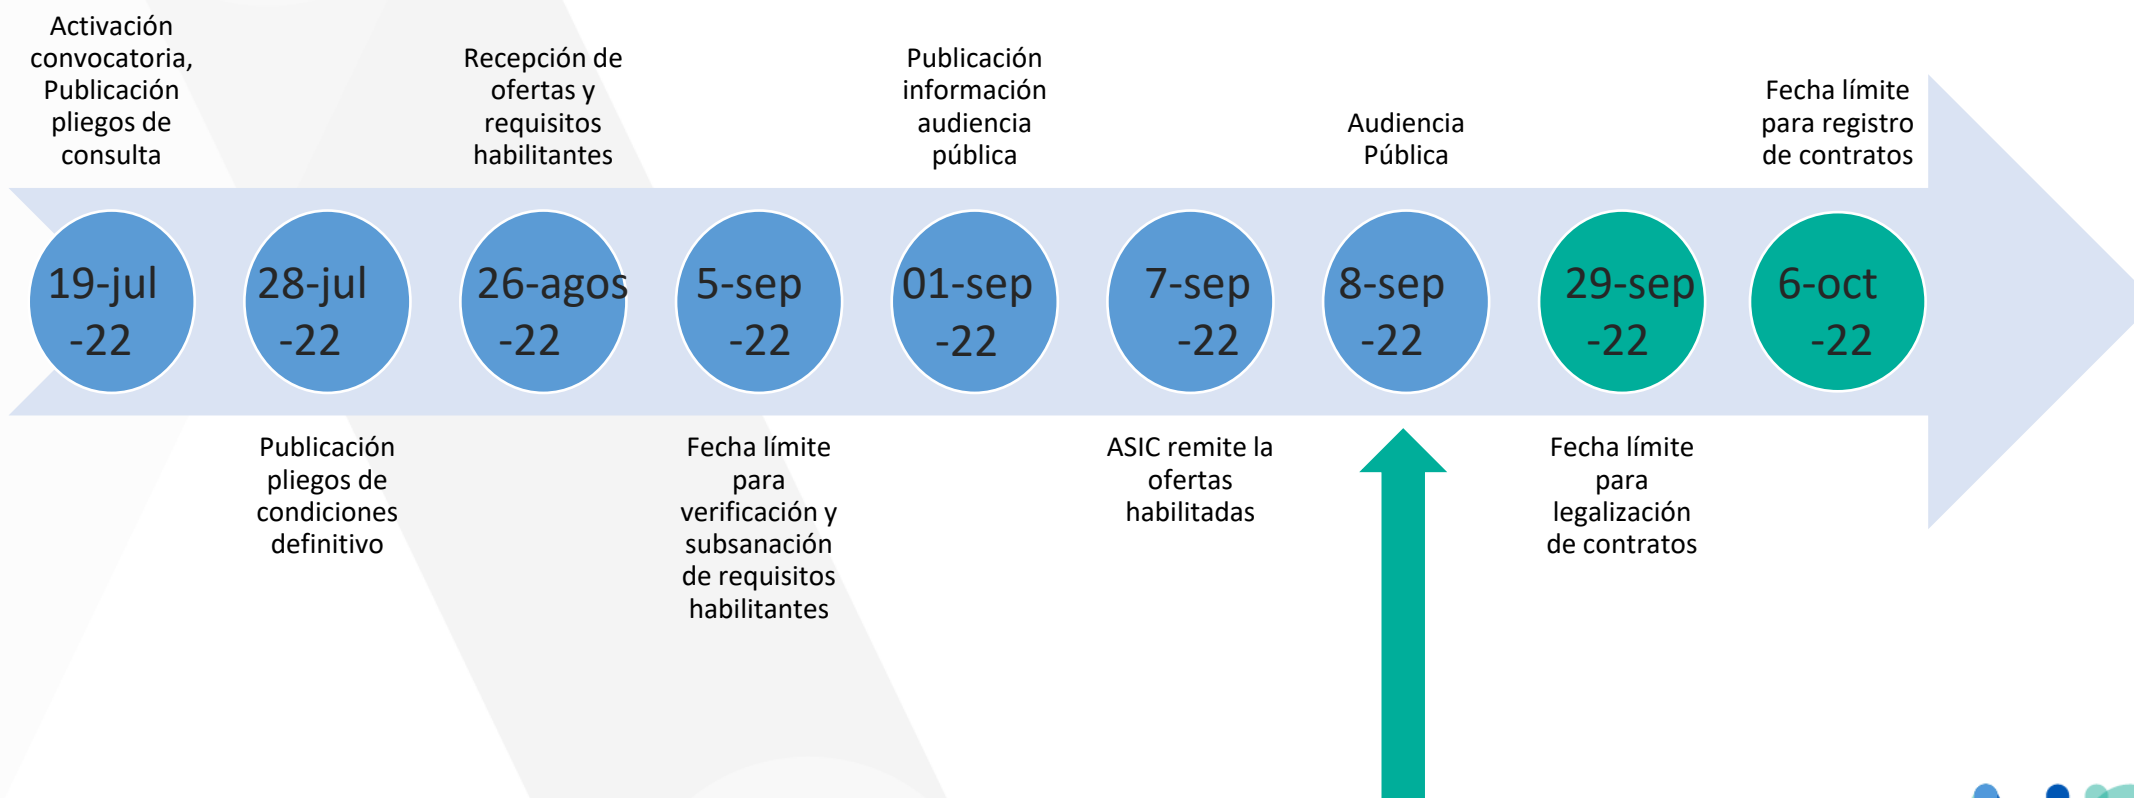 Activación
convocatoria,
Publicación
pliegos de
consulta
Recepción de
ofertas y
requisitos
habilitantes
Publicación
información
audiencia
pública
Audiencia
Pública
Fecha límite
para registro
de contratos
19-jul
-22
28-jul
-22
26-agos
-22
5-sep
-22
01-sep
-22
7-sep
-22
8-sep
-22
29-sep
-22
6-oct
-22
Publicación
pliegos de
condiciones
definitivo
Fecha límite
para
verificación y
subsanación
de requisitos
habilitantes
ASIC remite la
ofertas
habilitadas
Fecha límite
para
legalización
de contratos